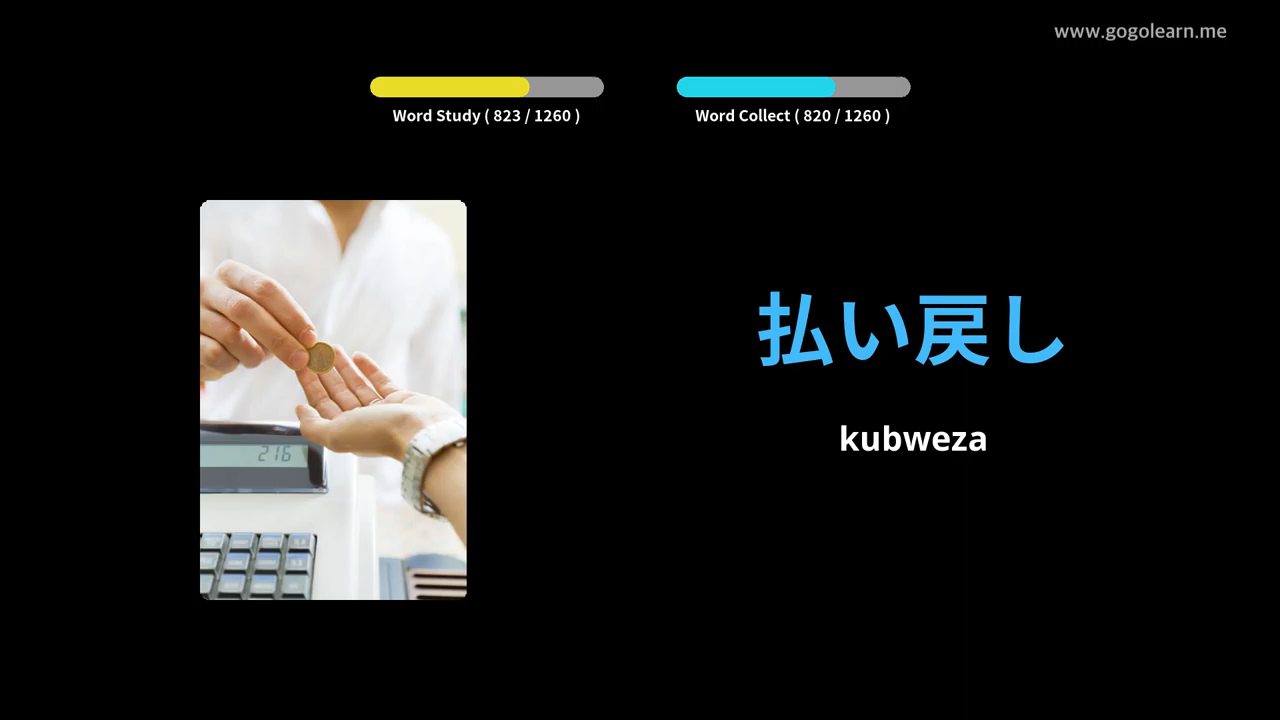 www.gogolearn.me
Word Study ( 823 / 1260 )
Word Collect ( 820 / 1260 )
払い戻し
kubweza
216